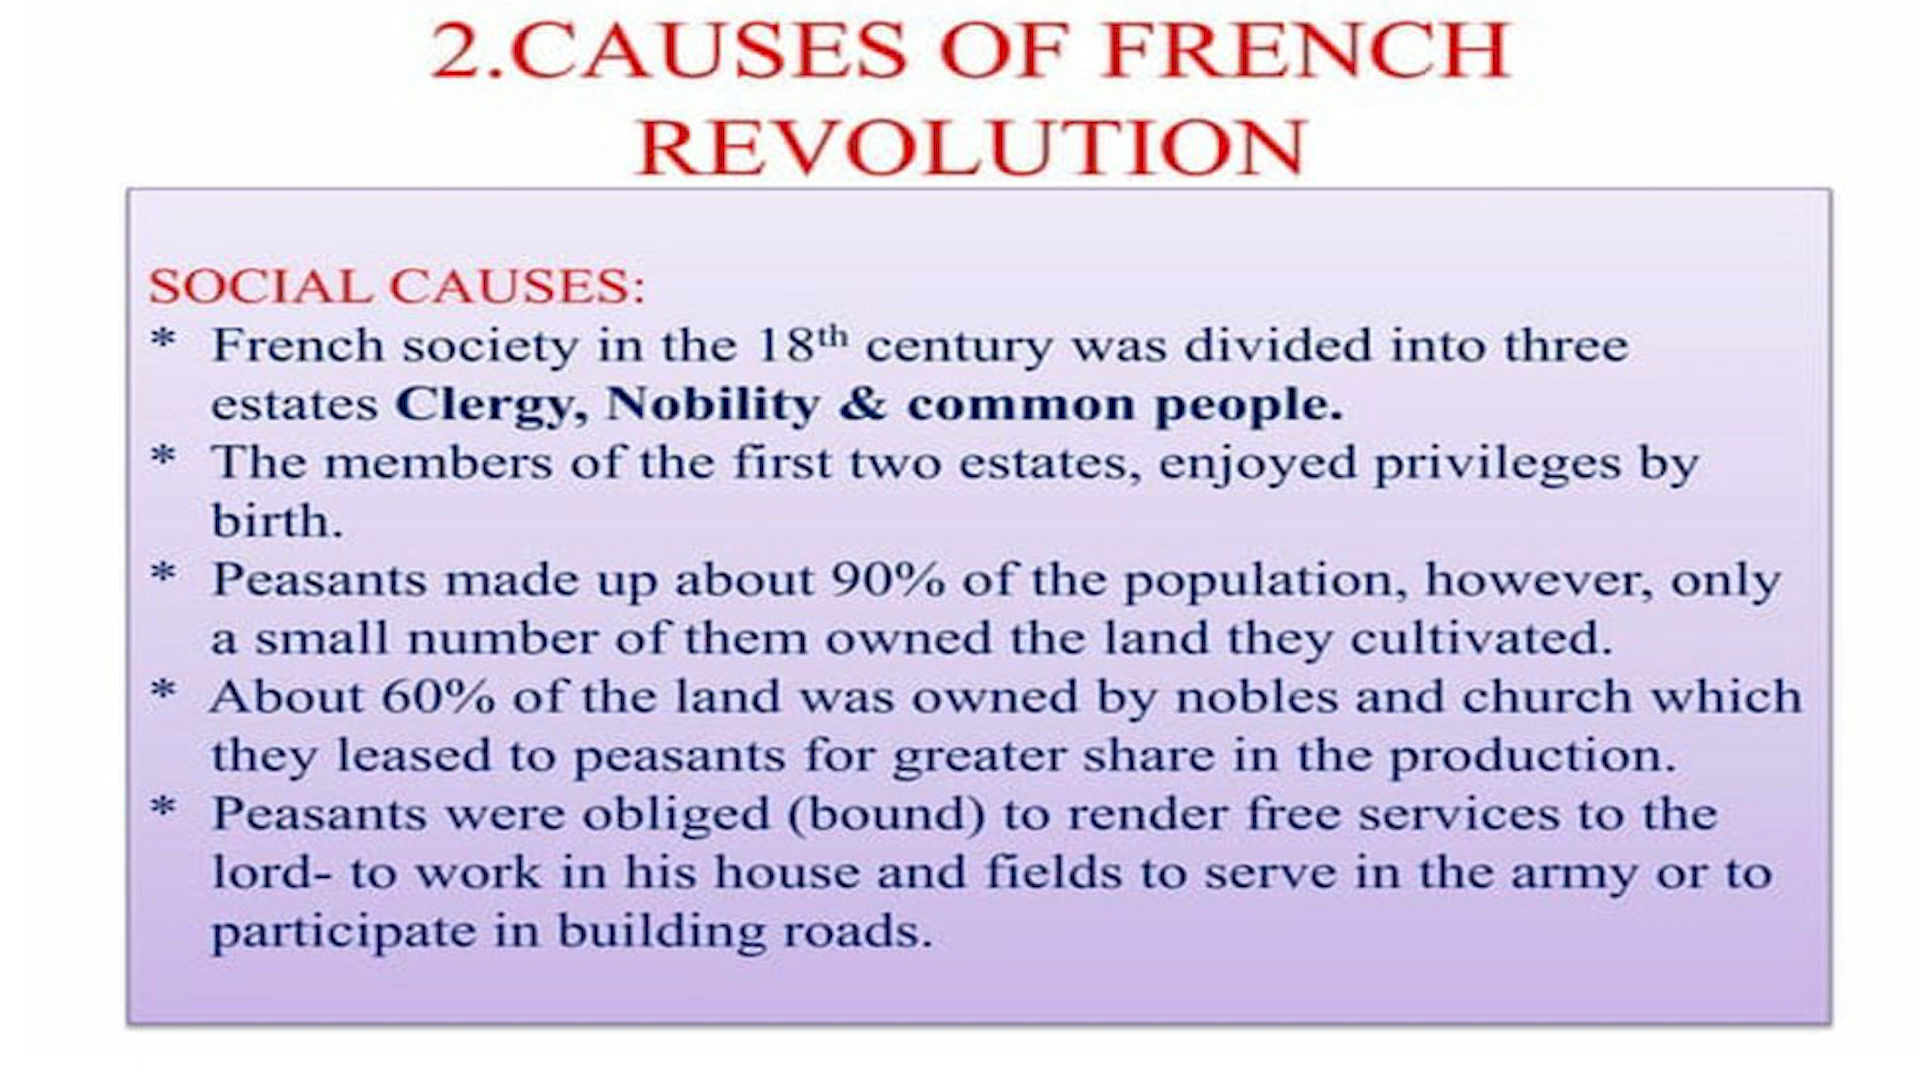 2.CAUSES OF FRENCH
REVOLUTION
SOCIAL CAUSES:
* French society in the 18th century was divided into three
estates Clergy, Nobility & common people.
* The members of the first two estates, enjoyed privileges by
birth.
* Peasants made up about 90% of the population, however, only
a small number of them owned the land they cultivated.
* About 60% of the land was owned by nobles and church which
they leased to peasants for greater share in the production.
* Peasants were obliged (bound) to render free services to the
lord- to work in his house and fields to serve in the army or to
participate in building roads.